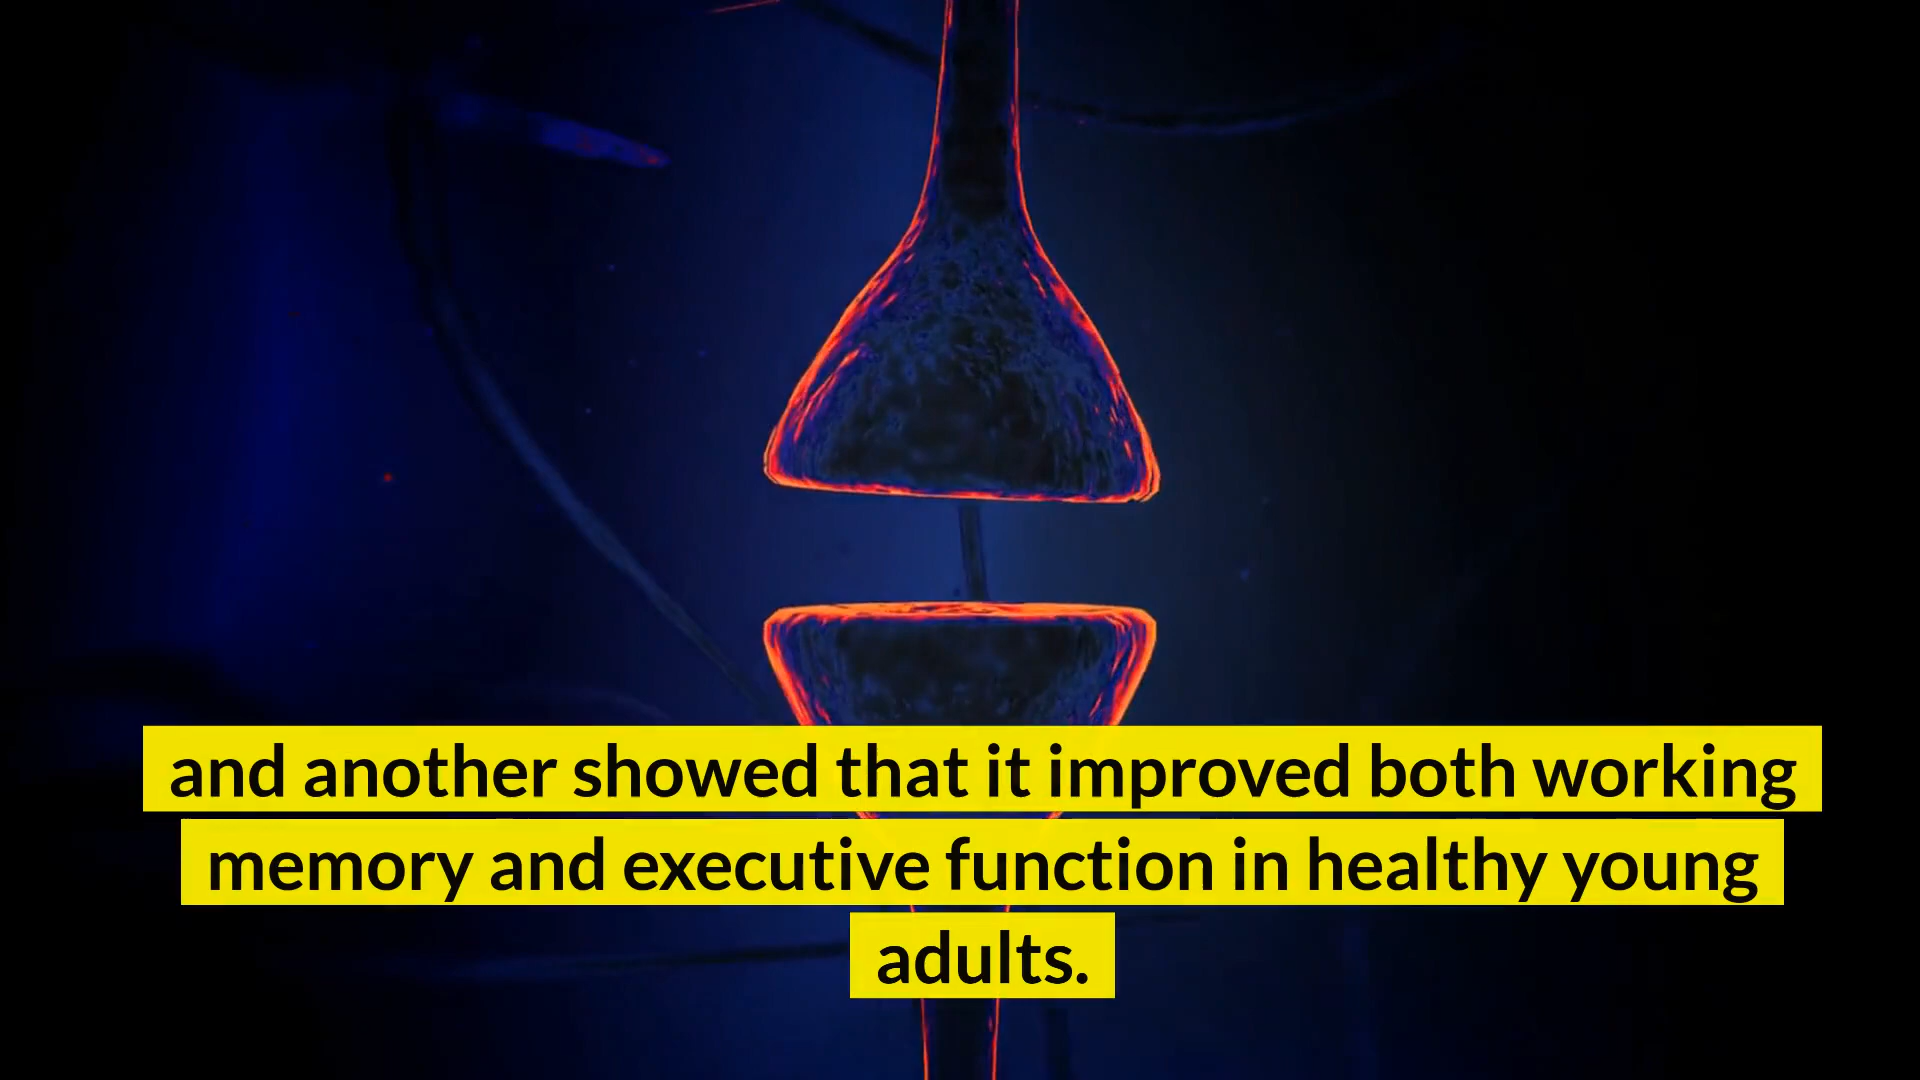 and another showed that it improved both working
memory and executive function in healthy young
adults.